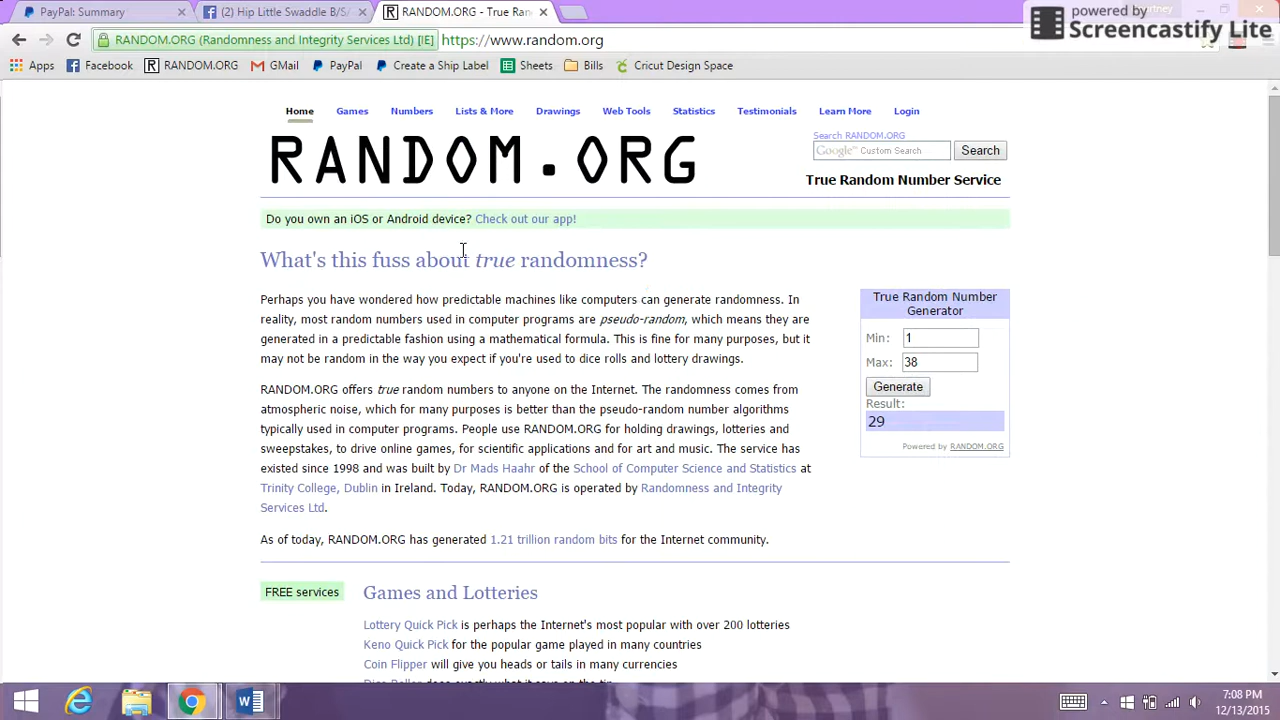 PayPal: Summary
(2) Hip Little Swaddle B/S/
RANDOM.ORG - True Ran
powered by
Screencastify Lite
RANDOM.ORG (Randomness and Integrity Services Ltd) [IE] https://www.random.org
Apps Facebook RANDOM.ORG GMail PayPal Create a Ship Label Sheets Bills Cricut Design Space
Home Games Numbers Lists & More Drawings Web Tools Statistics Testimonials Learn More Login
RANDOM.ORG
Search RANDOM.ORG
Google™ Custom Search Search
True Random Number Service
Do you own an iOS or Android device? Check out our app!
What's this fuss about true randomness?
Perhaps you have wondered how predictable machines like computers can generate randomness. In
reality, most random numbers used in computer programs are pseudo-random, which means they are
generated in a predictable fashion using a mathematical formula. This is fine for many purposes, but it
may not be random in the way you expect if you're used to dice rolls and lottery drawings.
RANDOM.ORG offers true random numbers to anyone on the Internet. The randomness comes from
atmospheric noise, which for many purposes is better than the pseudo-random number algorithms
typically used in computer programs. People use RANDOM.ORG for holding drawings, lotteries and
sweepstakes, to drive online games, for scientific applications and for art and music. The service has
existed since 1998 and was built by Dr Mads Haahr of the School of Computer Science and Statistics at
Trinity College, Dublin in Ireland. Today, RANDOM.ORG is operated by Randomness and Integrity
Services Ltd.
As of today, RANDOM.ORG has generated 1.21 trillion random bits for the Internet community.
True Random Number
Generator
Min: 1
Max: 38
Generate
Result:
29
Powered by RANDOM.ORG
FREE services
Games and Lotteries
Lottery Quick Pick is perhaps the Internet's most popular with over 200 lotteries
Keno Quick Pick for the popular game played in many countries
Coin Flipper will give you heads or tails in many currencies
7:08 PM
12/13/2015